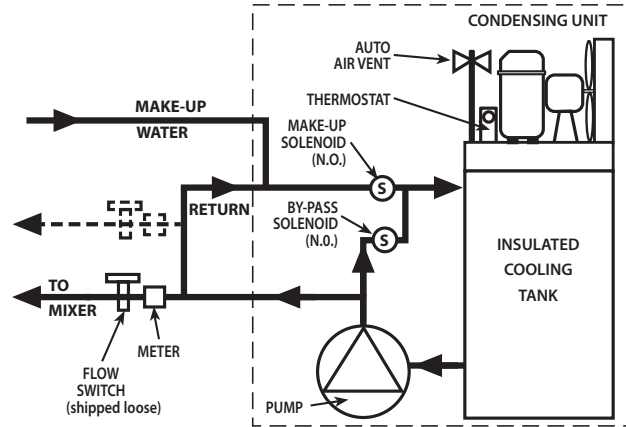 CONDENSING UNIT
AUTO
AIR VENT
THERMOSTAT
MAKE-UP
WATER
MAKE-UP
SOLENOID
(N.O.)
S
RETURN
BY-PASS
SOLENOID
(N.0.)
S
INSULATED
COOLING
TANK
TO
MIXER
METER
FLOW
SWITCH
(shipped loose)
PUMP